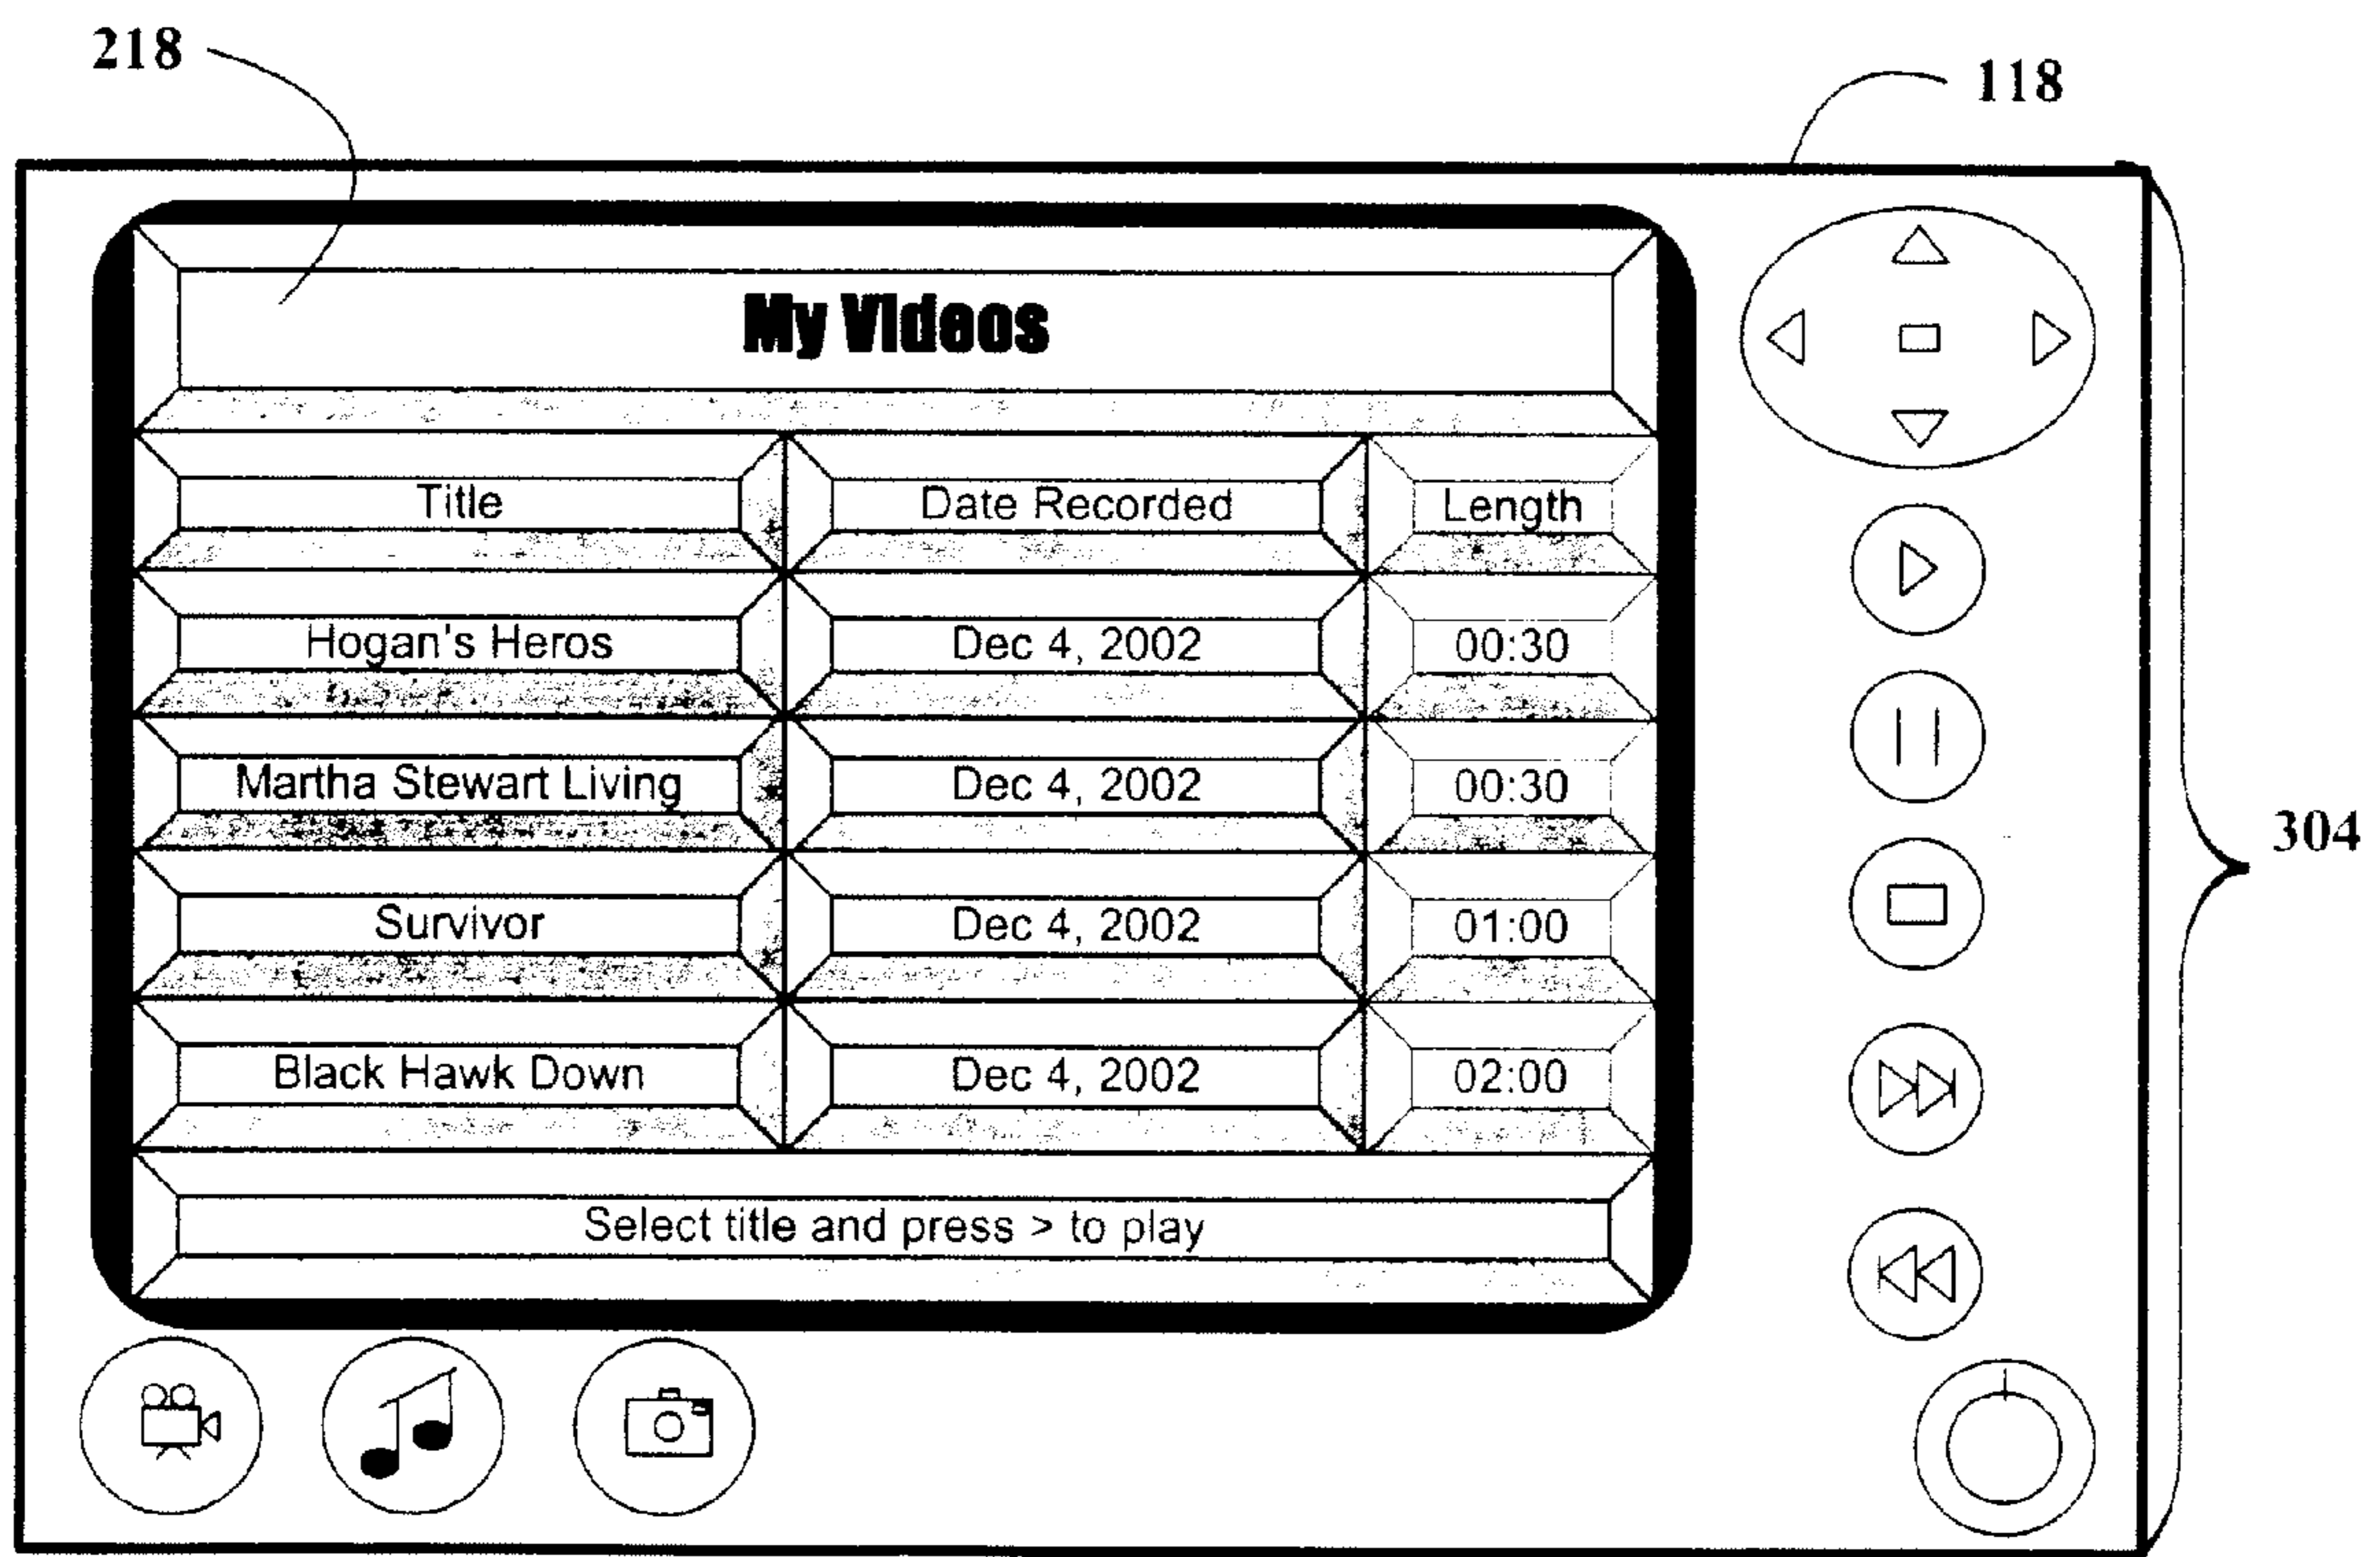 218
118
My Videos
Title Date Recorded Length
Hogan's Heros Dec 4, 2002 00:30
Martha Stewart Living Dec 4, 2002 00:30
304
Survivor Dec 4, 2002 01:00
Black Hawk Down Dec 4, 2002 02:00
Select title and press > to play